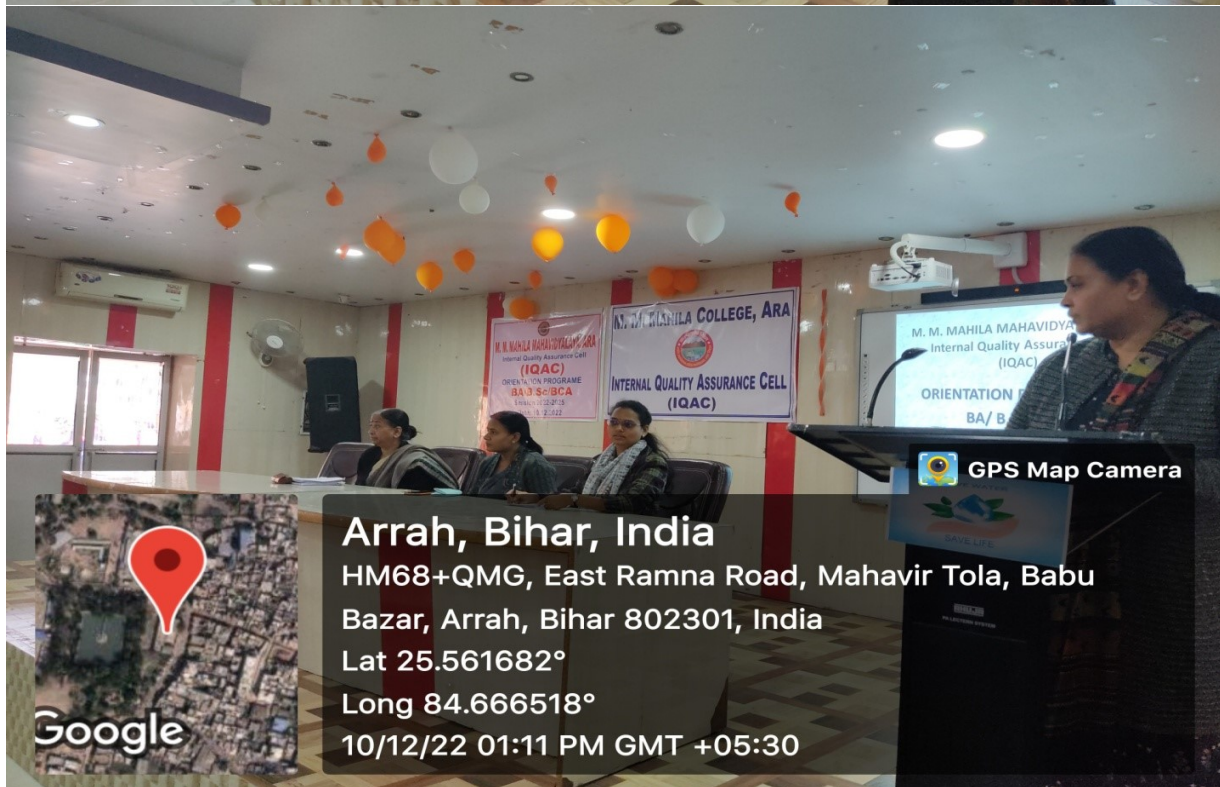 M. M. MAHILA MAHAVIDYALAYA, ARA
Internal Quality Assurance Cell
(IQAC)
ORIENTATION PROGRAME
BA/B.Sc/BCA
M. M. MAHILA COLLEGE, ARA
INTERNAL QUALITY ASSURANCE CELL
(IQAC)
M. M. MAHILA MAHAVIDYA
Internal Quality Assura
(IQAC)
ORIENTATION
BA/ B
SAVE LIFE
GPS Map Camera
Arrah, Bihar, India
HM68+QMG, East Ramna Road, Mahavir Tola, Babu
Bazar, Arrah, Bihar 802301, India
Lat 25.561682°
Long 84.666518°
10/12/22 01:11 PM GMT +05:30
Google